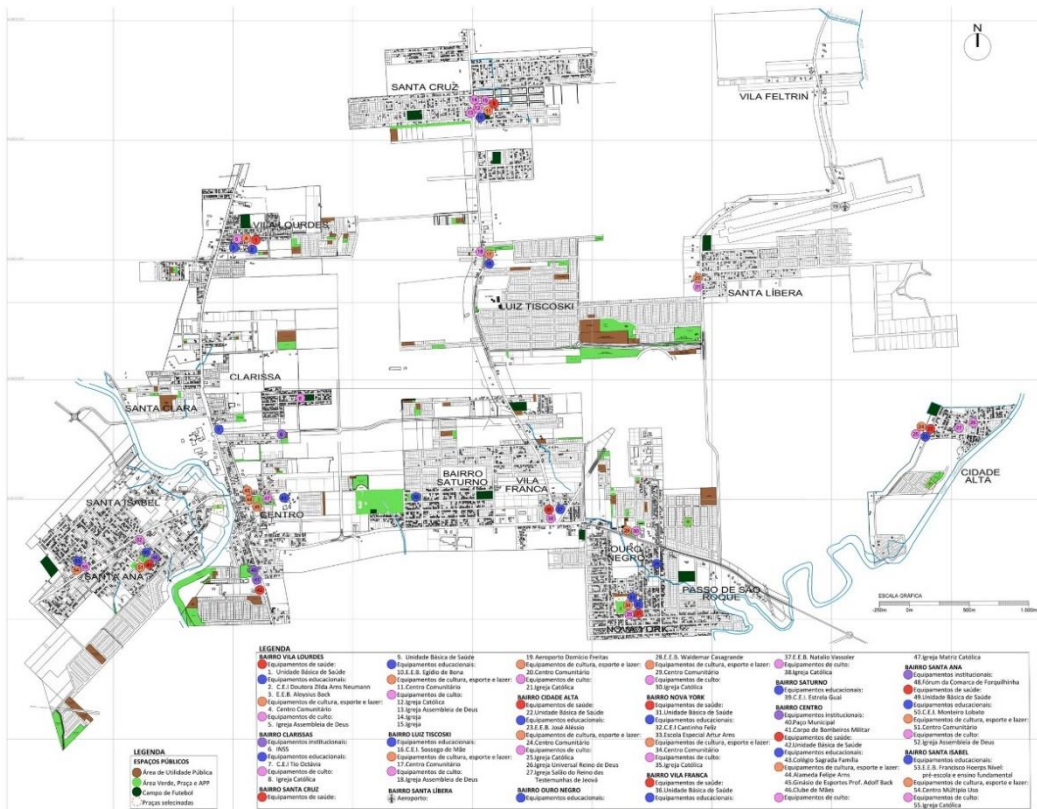 N
SANTA CRUZ
VILA FELTRIN
VILA LOURDES
LUIZ TISCOSKI
SANTA LÍBERA
CLARISSA
SANTA CLARA
BAIRRO SATURNO
VILA FRANCA
CIDADE ALTA
SANTA ISABEL
CENTRO
OURO NEGRO
SANTA ANA
PASSO DE SÃO ROQUE
NOVA YORK
ESCALA GRÁFICA
-250m 0m 500m 1.000m
LEGENDA
ESPAÇOS PÚBLICOS
Área de Utilidade Pública
Área Verde, Praça e APP
Campo de Futebol
Praças selecionadas
LEGENDA
BAIRRO VILA LOURDES
Equipamentos de saúde:
1. Unidade Básica de Saúde
Equipamentos educacionais:
2. C.E.I Doutora Zilda Arns Neumann
3. E.E.B. Aloysius Back
Equipamentos de cultura, esporte e lazer:
4. Centro Comunitário
Equipamentos de culto:
5. Igreja Assembleia de Deus
BAIRRO CLARISSAS
Equipamentos institucionais:
6. INSS
Equipamentos educacionais:
7. C.E.I Tio Octávio
Equipamentos de culto:
8. Igreja Católica
BAIRRO SANTA CRUZ
Equipamentos de saúde:
9. Unidade Básica de Saúde
Equipamentos educacionais:
10.E.E.B. Egídio de Bona
Equipamentos de cultura, esporte e lazer:
11.Centro Comunitário
Equipamentos de culto:
12.Igreja Católica
13.Igreja Assembleia de Deus
14.Igreja
15.Igreja
BAIRRO LUIZ TISCOSKI
Equipamentos educacionais:
16.C.E.I. Sossego da Mãe
Equipamentos de cultura, esporte e lazer:
17.Centro Comunitário
Equipamentos de culto:
18.Igreja Assembleia de Deus
BAIRRO SANTA LÍBERA
Aeroporto:
19.Aeroporto Domício Freitas
Equipamentos de cultura, esporte e lazer:
20.Centro Comunitário
Equipamentos de culto:
21.Igreja Católica
BAIRRO CIDADE ALTA
Equipamentos de saúde:
22.Unidade Básica de Saúde
Equipamentos educacionais:
23.E.E.B. José Aléssio
Equipamentos de cultura, esporte e lazer:
24.Centro Comunitário
Equipamentos de culto:
25.Igreja Católica
26.Igreja Universal Reino de Deus
27.Igreja Salão do Reino das
Testemunhas de Jeová
BAIRRO OURO NEGRO
Equipamentos educacionais:
28.E.E.B. Waldemar Casagrande
Equipamentos de cultura, esporte e lazer:
29.Centro Comunitário
Equipamentos de culto:
30.Igreja Católica
BAIRRO NOVA YORK
Equipamentos de saúde:
31.Unidade Básica de Saúde
Equipamentos educacionais:
32.C.E.I Cantinho Feliz
33.Escola Especial Artur Arns
Equipamentos de cultura, esporte e lazer:
34.Centro Comunitário
Equipamentos de culto:
35.Igreja Católica
BAIRRO VILA FRANCA
Equipamentos de saúde:
36.Unidade Básica de Saúde
Equipamentos educacionais:
37.E.E.B. Natalio Vassoler
Equipamentos de culto:
38.Igreja Católica
BAIRRO SATURNO
Equipamentos educacionais:
39.C.E.I. Estrela Guai
BAIRRO CENTRO
Equipamentos institucionais:
40.Paço Municipal
41.Corpo de Bombeiros Militar
Equipamentos de saúde:
42.Unidade Básica de Saúde
Equipamentos educacionais:
43.Colégio Sagrada Família
Equipamentos de cultura, esporte e lazer:
44.Alameda Felipe Arns
45.Ginásio de Esportes Prof. Adolf Back
46.Clube de Mães
Equipamentos de culto:
47.Igreja Matriz Católica
BAIRRO SANTA ANA
Equipamentos institucionais:
48.Fórum da Comarca de Forquilhinha
Equipamentos de saúde:
49.Unidade Básica de Saúde
Equipamentos educacionais:
50.C.E.I. Monteiro Lobato
Equipamentos de cultura, esporte e lazer:
51.Centro Comunitário
Equipamentos de culto:
52.Igreja Assembleia de Deus
BAIRRO SANTA ISABEL
Equipamentos educacionais:
53.E.E.B. Francisco Hoerps Nível:
pré-escola e ensino fundamental
Equipamentos de cultura, esporte e lazer:
54.Centro Múltiplo Uso
Equipamentos de culto:
55.Igreja Católica